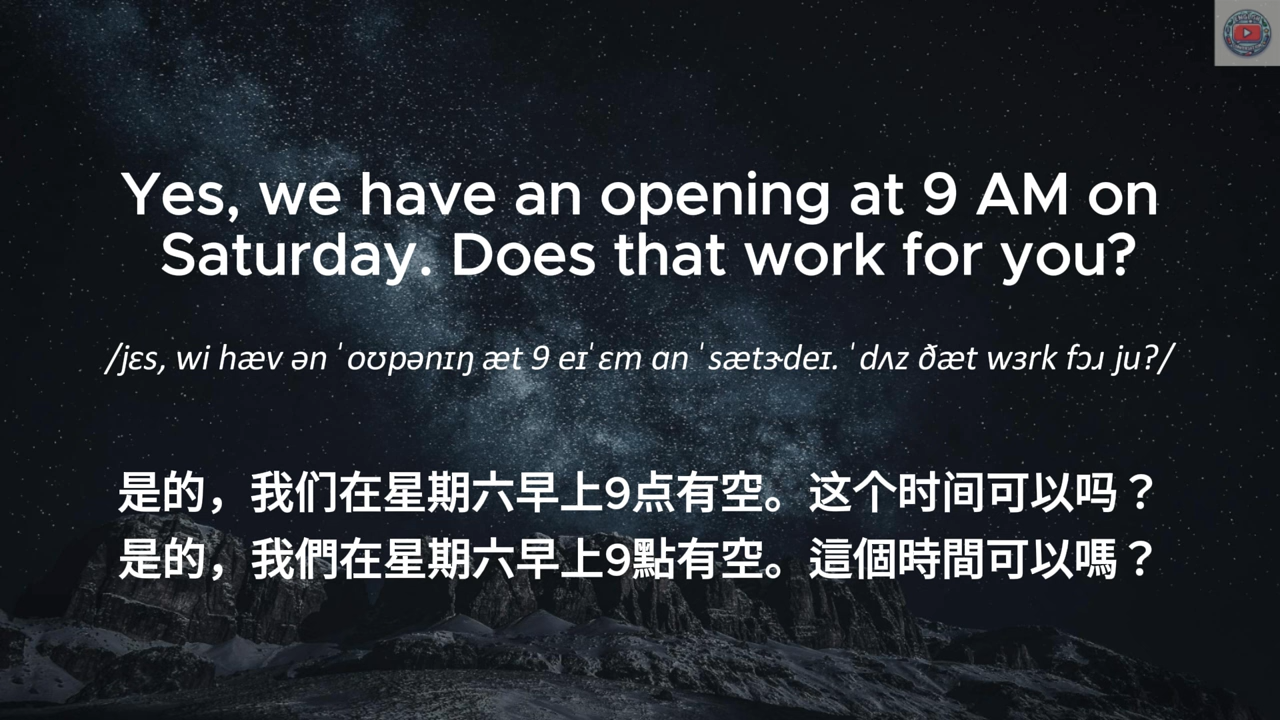 Yes, we have an opening at 9 AM on
Saturday. Does that work for you?
/jɛs, wi hæv ən ˈoʊpənɪŋ æt 9 eɪˈɛm ɑn ˈsætɝdeɪ. ˈdʌz ðæt wɜrk fɔɹ ju?/
是的，我们在星期六早上9点有空。这个时间可以吗？
是的，我們在星期六早上9點有空。這個時間可以嗎？